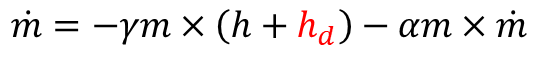 ṁ = −γm × (h + h_d) − αm × ṁ